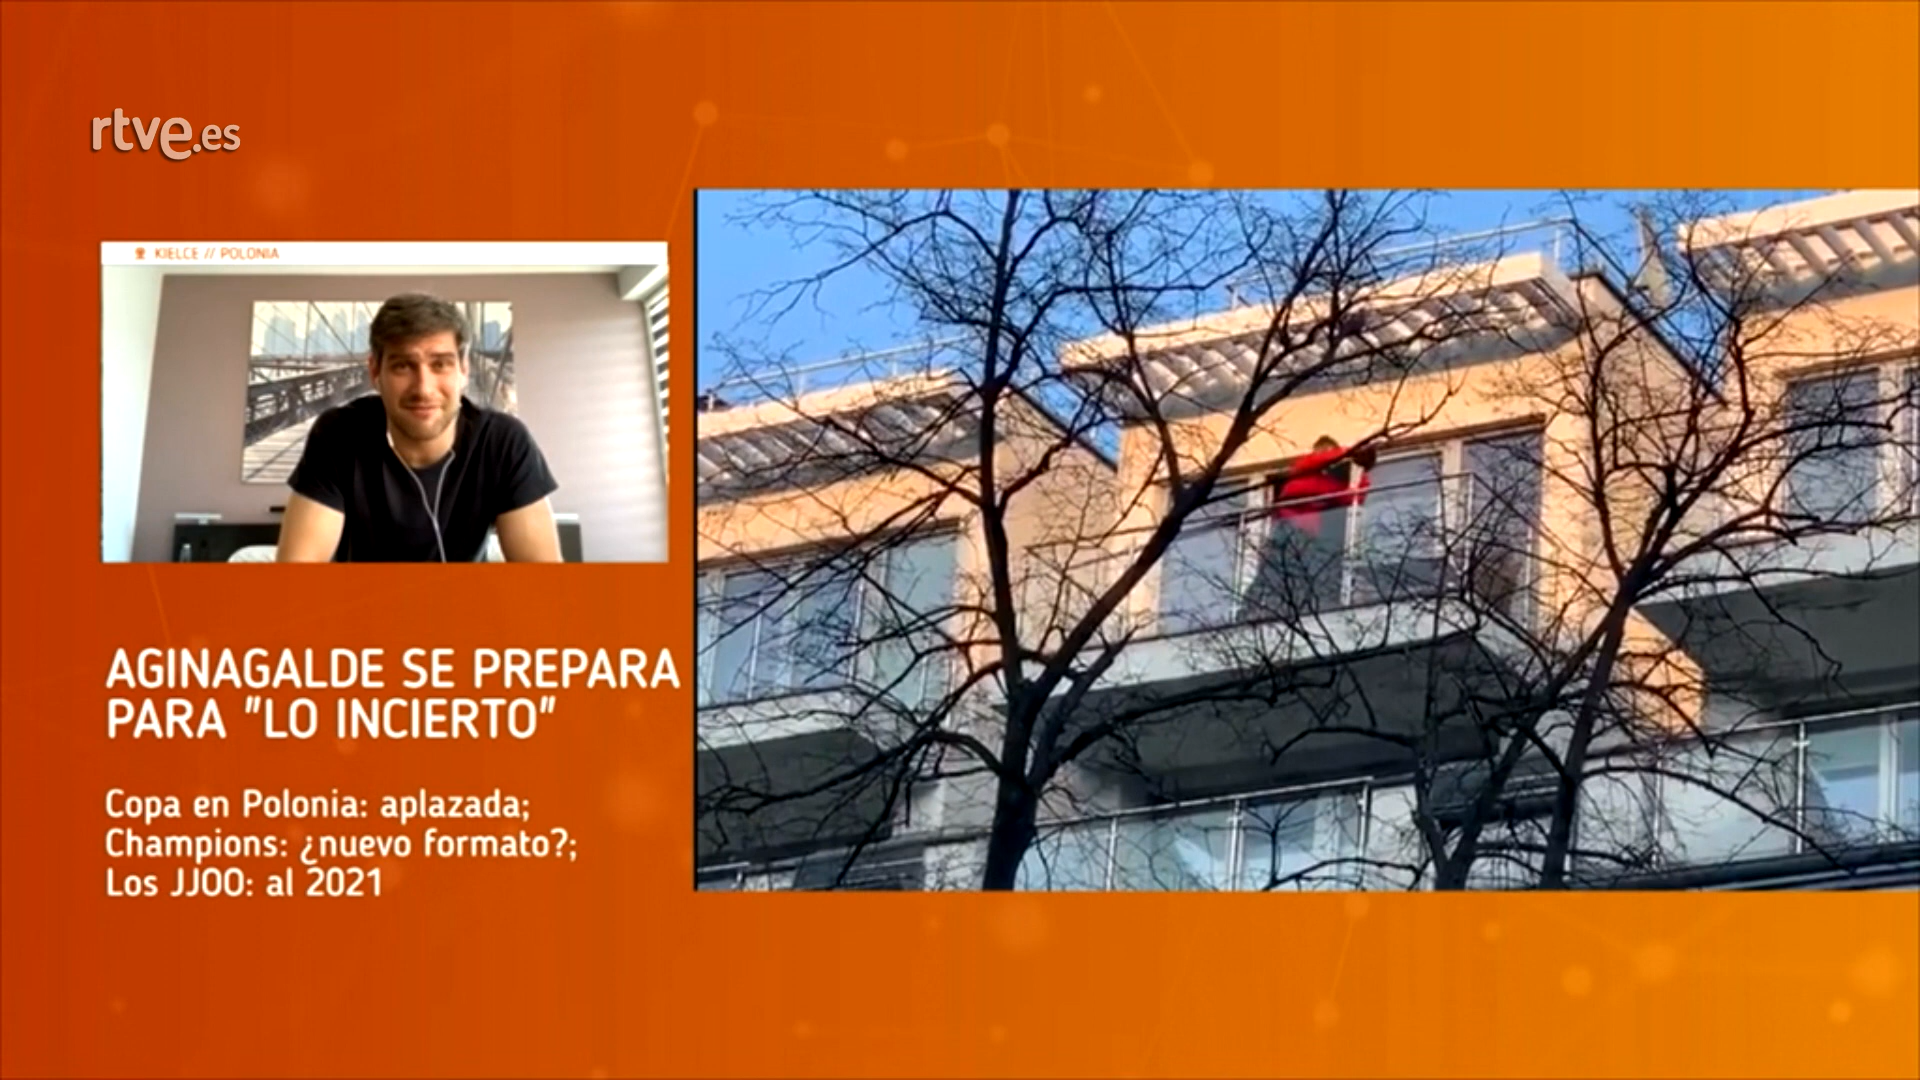 rtve.es
KIELCE // POLONIA
AGINAGALDE SE PREPARA
PARA "LO INCIERTO"
Copa en Polonia: aplazada;
Champions: ¿nuevo formato?;
Los JJOO: al 2021